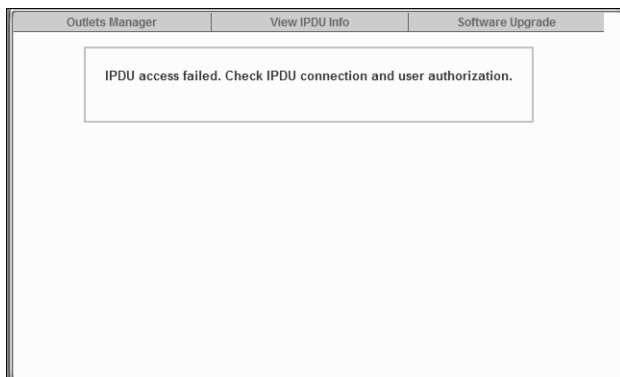 Outlets Manager View IPDU Info Software Upgrade
IPDU access failed. Check IPDU connection and user authorization.